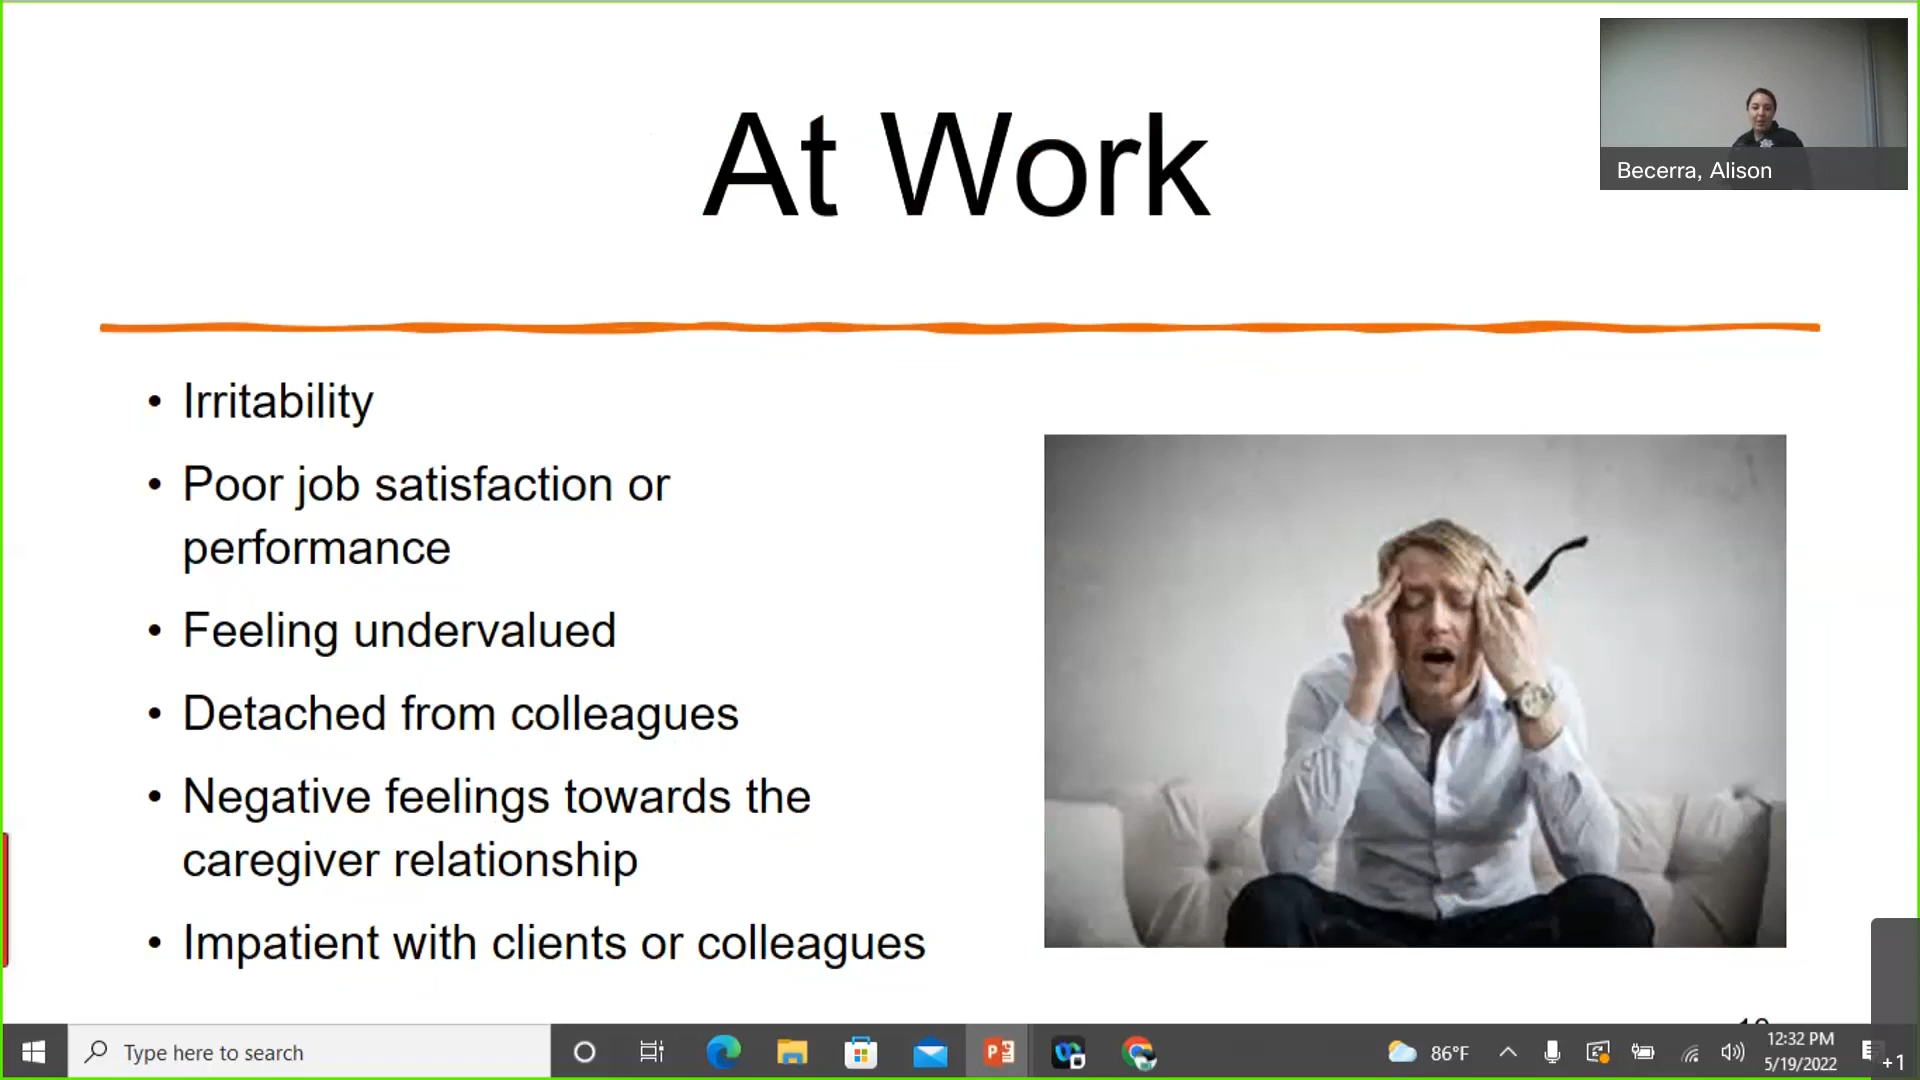 At Work
Becerra, Alison
• Irritability
• Poor job satisfaction or
performance
• Feeling undervalued
• Detached from colleagues
• Negative feelings towards the
caregiver relationship
• Impatient with clients or colleagues
Type here to search
86°F
12:32 PM
5/19/2022
+1